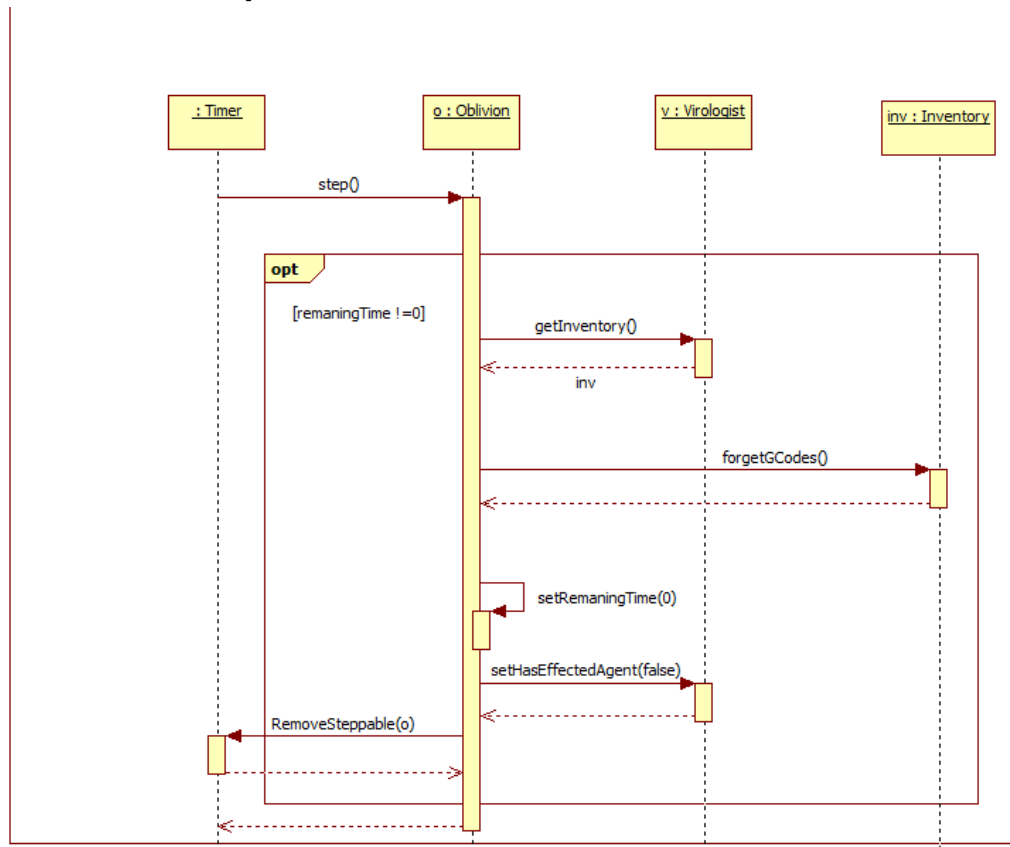 : Timer
o : Oblivion
v : Virologist
inv : Inventory
step()
opt
[remaningTime !=0]
getInventory()
inv
forgetGCodes()
setRemaningTime(0)
setHasEffectedAgent(false)
RemoveSteppable(o)